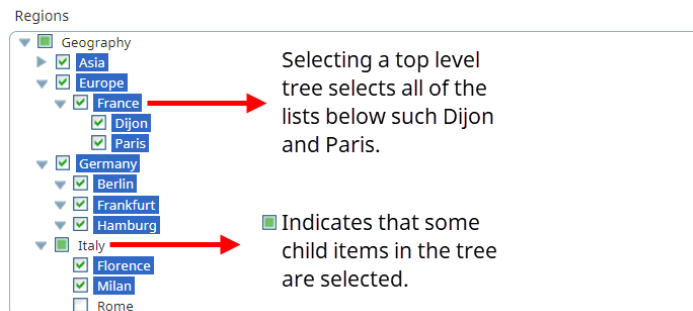 Regions
Geography
Asia
Europe
France
Dijon
Paris
Germany
Berlin
Frankfurt
Hamburg
Italy
Florence
Milan
Rome
Selecting a top level
tree selects all of the
lists below such Dijon
and Paris.
Indicates that some
child items in the tree
are selected.